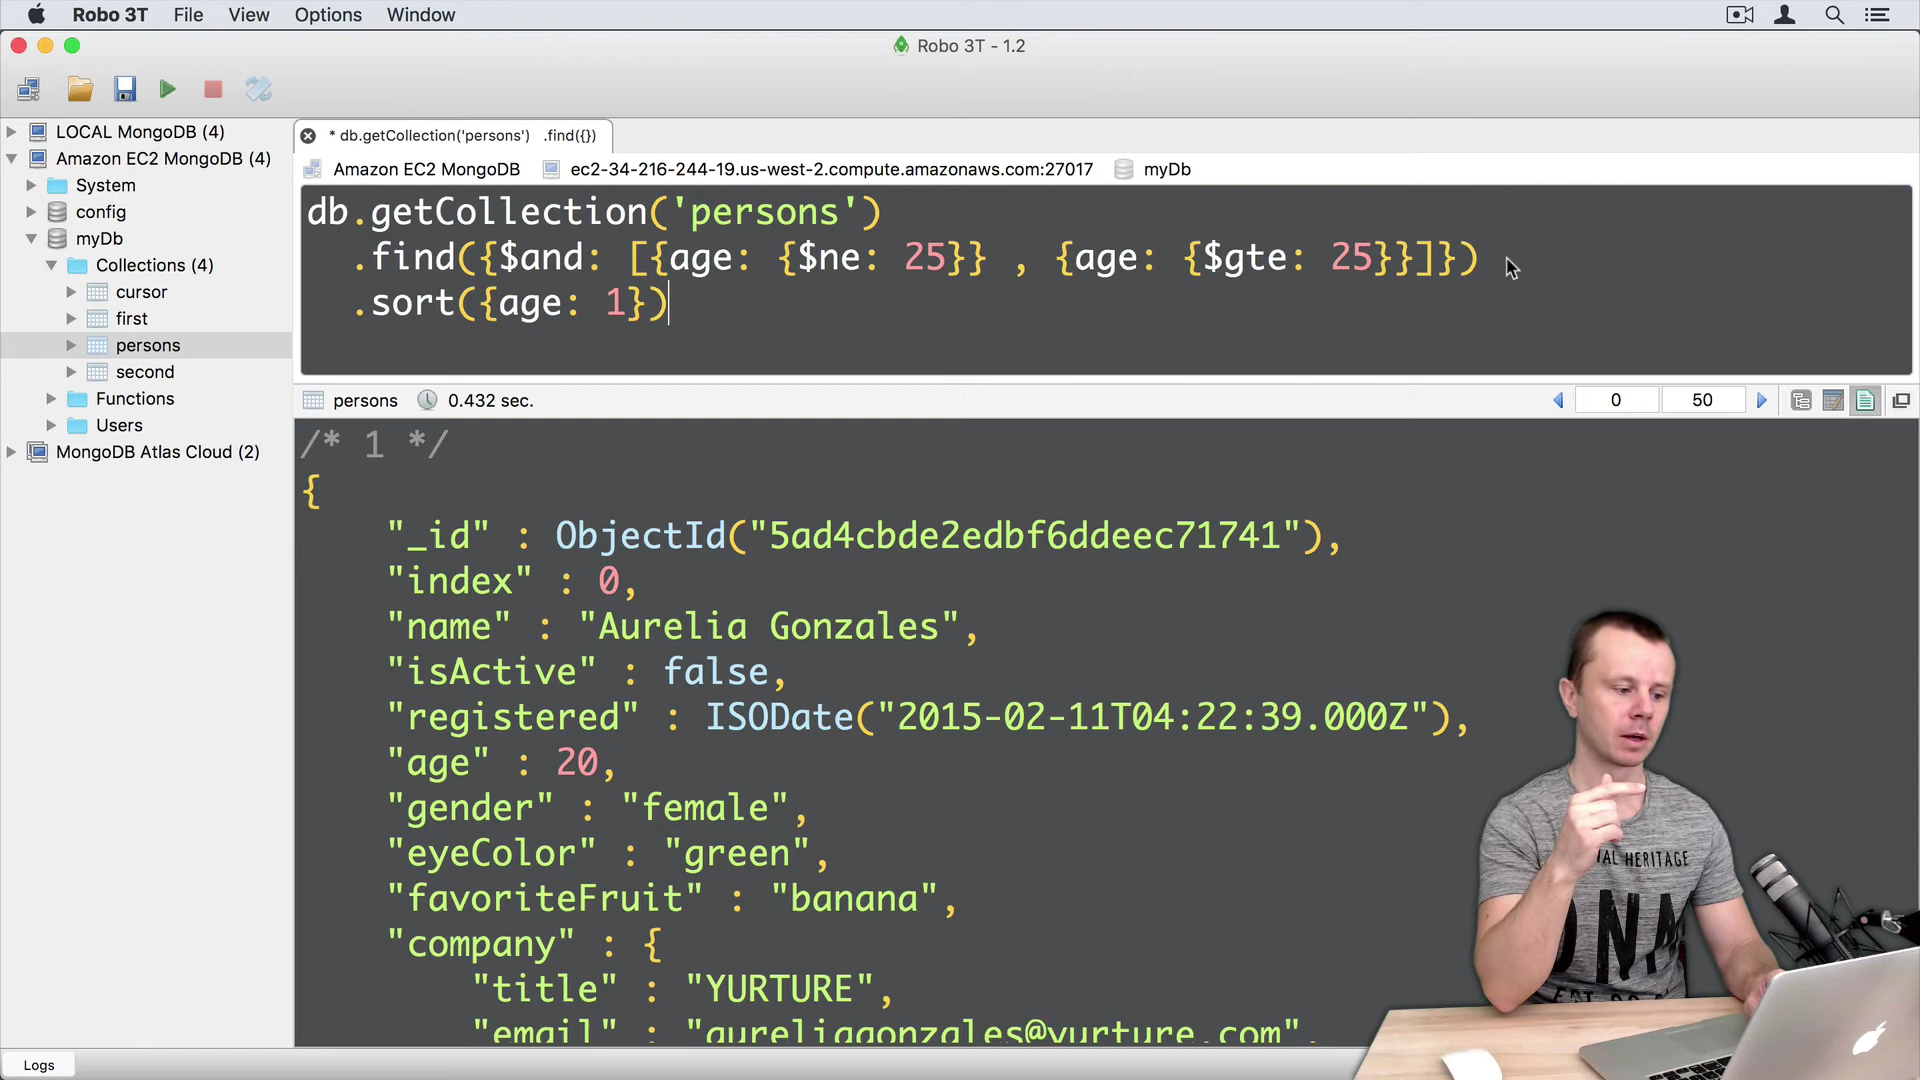 Robo 3T File View Options Window
Robo 3T - 1.2
LOCAL MongoDB (4)
Amazon EC2 MongoDB (4)
System
config
myDb
Collections (4)
cursor
first
persons
second
Functions
Users
MongoDB Atlas Cloud (2)
* db.getCollection('persons') .find({})
Amazon EC2 MongoDB ec2-34-216-244-19.us-west-2.compute.amazonaws.com:27017 myDb
db.getCollection('persons')
.find({$and: [{age: {$ne: 25}} , {age: {$gte: 25}}]})
.sort({age: 1})
persons 0.432 sec. 0 50
/* 1 */
{
"_id" : ObjectId("5ad4cbde2edbf6ddeec71741"),
"index" : 0,
"name" : "Aurelia Gonzales",
"isActive" : false,
"registered" : ISODate("2015-02-11T04:22:39.000Z"),
"age" : 20,
"gender" : "female",
"eyeColor" : "green",
"favoriteFruit" : "banana",
"company" : {
"title" : "YURTURE",
"email" : "aureliagonzales@yurture.com",
HERITAGE
Logs